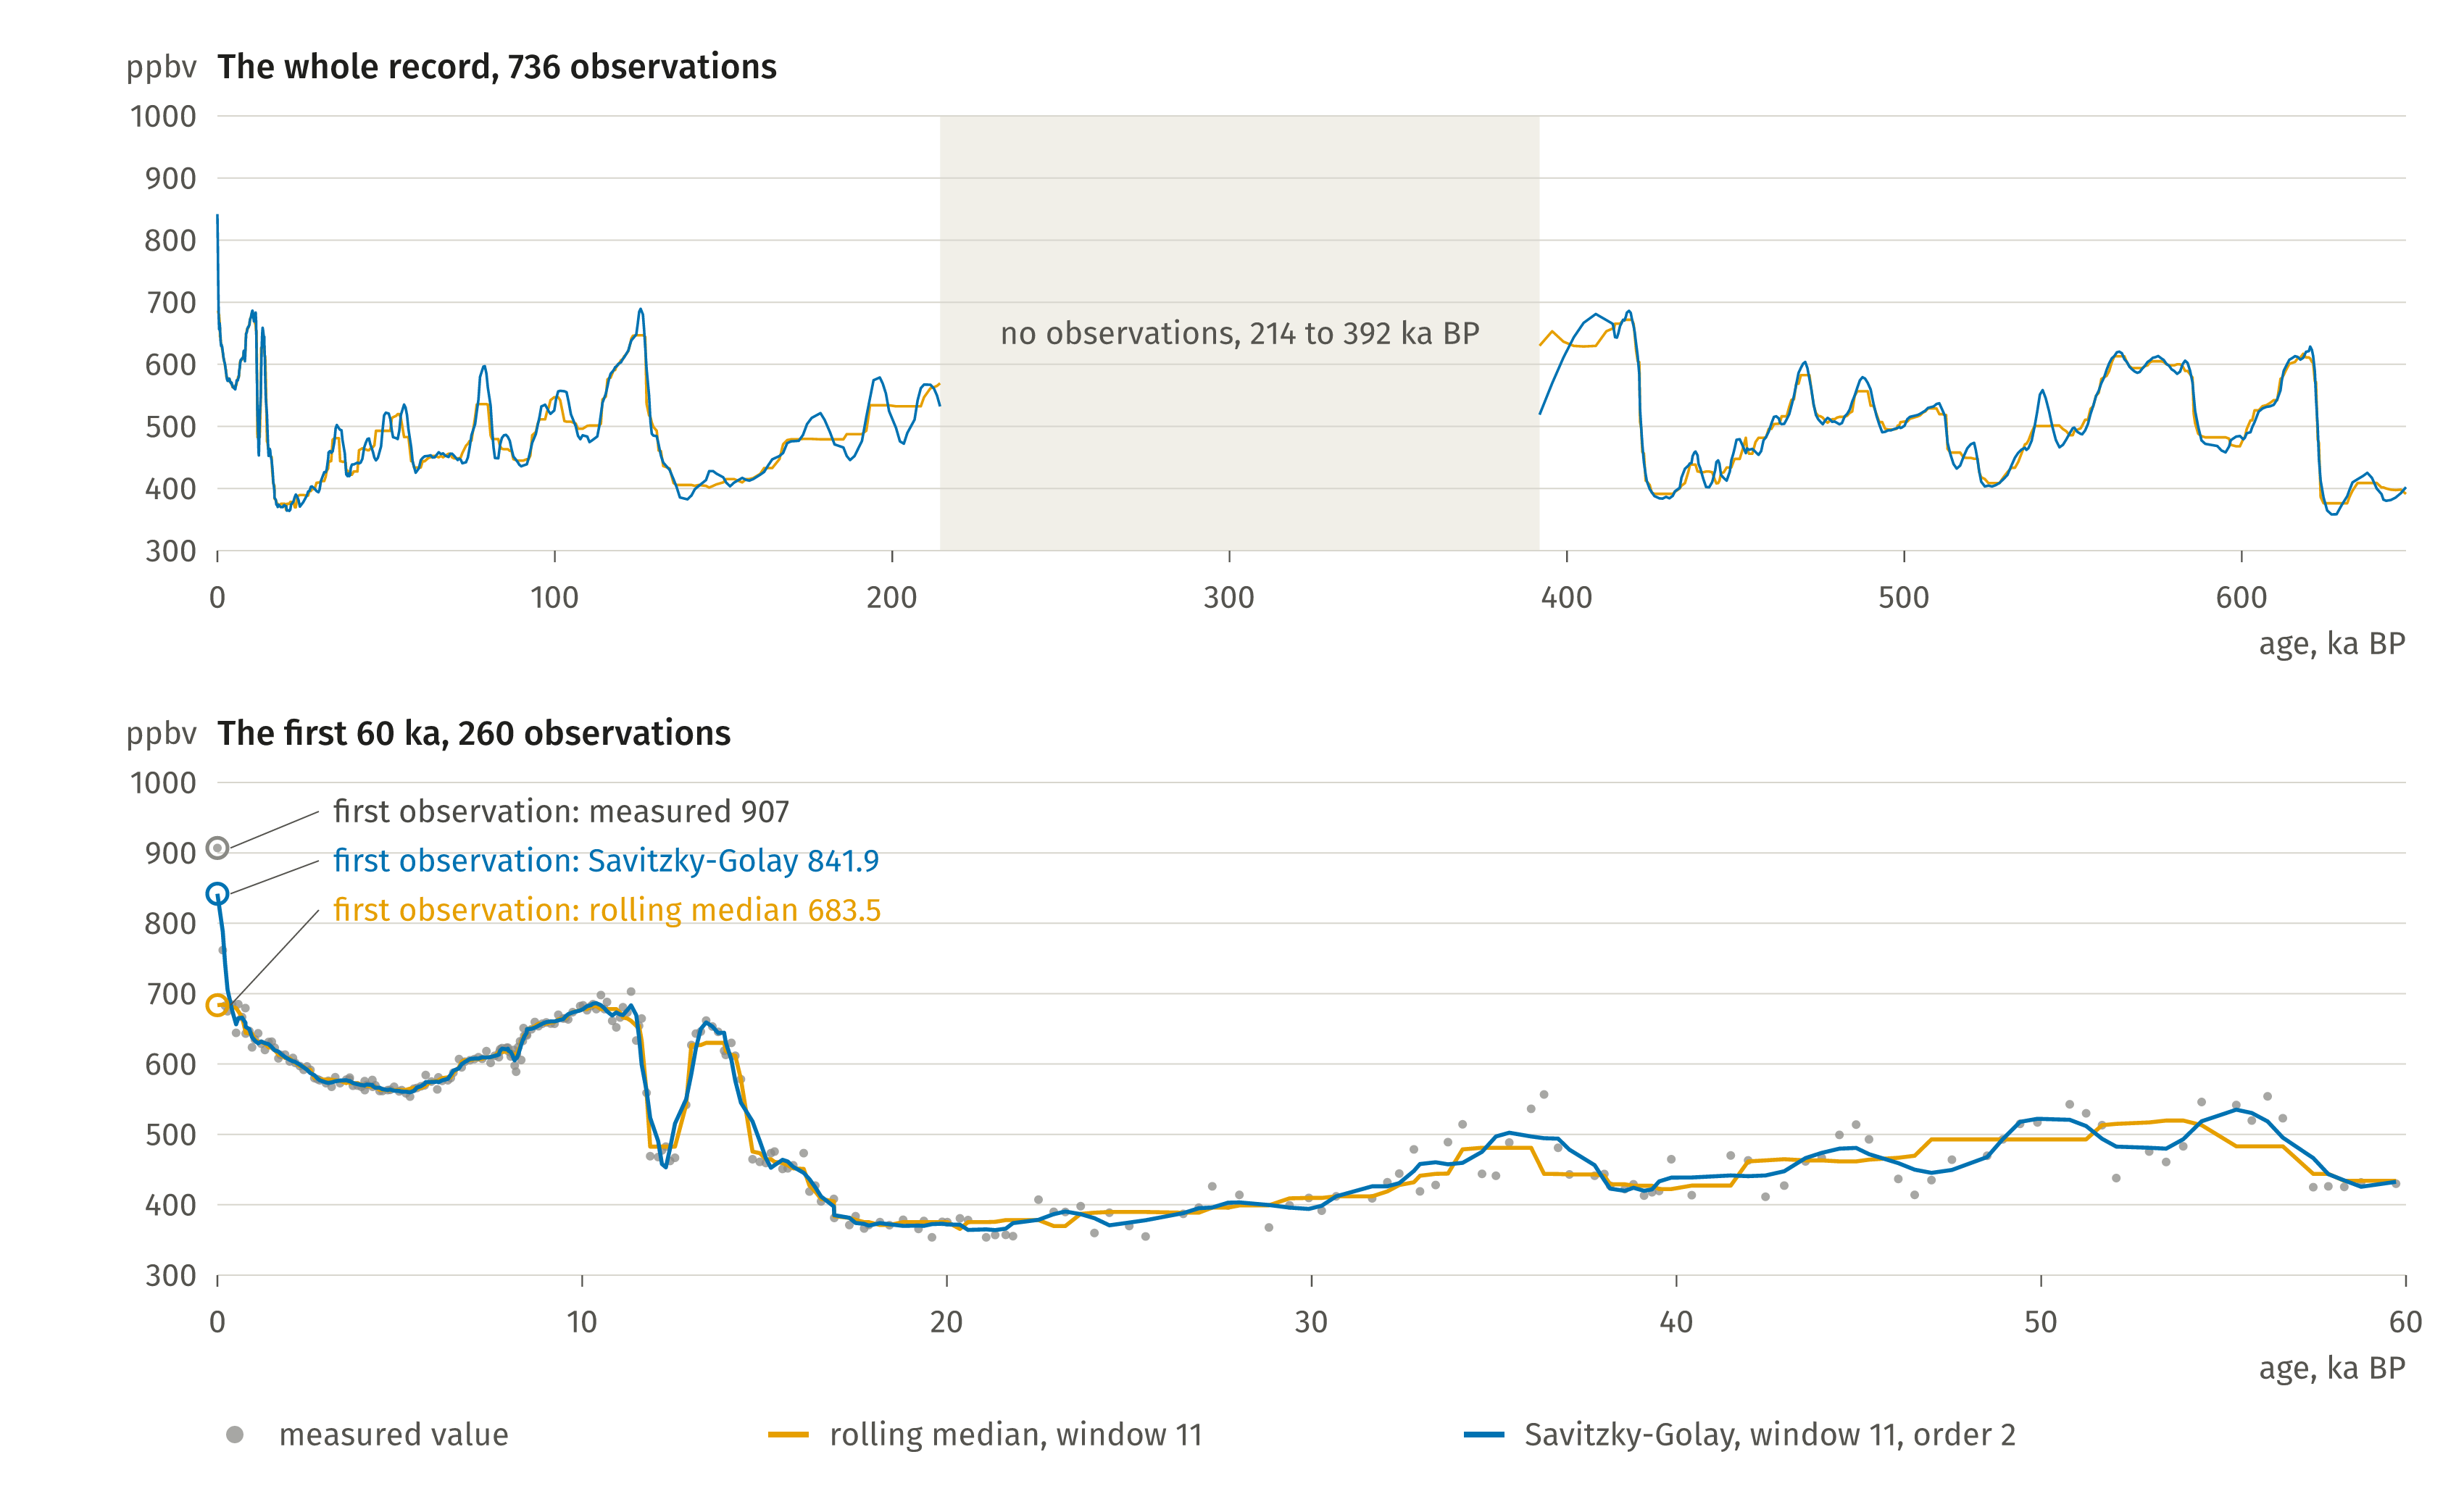 ppbv The whole record, 736 observations
1000
900
800
700
600
500
400
300
no observations, 214 to 392 ka BP
0 100 200 300 400 500 600
age, ka BP
ppbv The first 60 ka, 260 observations
1000
900
800
700
600
500
400
300
first observation: measured 907
first observation: Savitzky-Golay 841.9
first observation: rolling median 683.5
0 10 20 30 40 50 60
age, ka BP
measured value rolling median, window 11 Savitzky-Golay, window 11, order 2